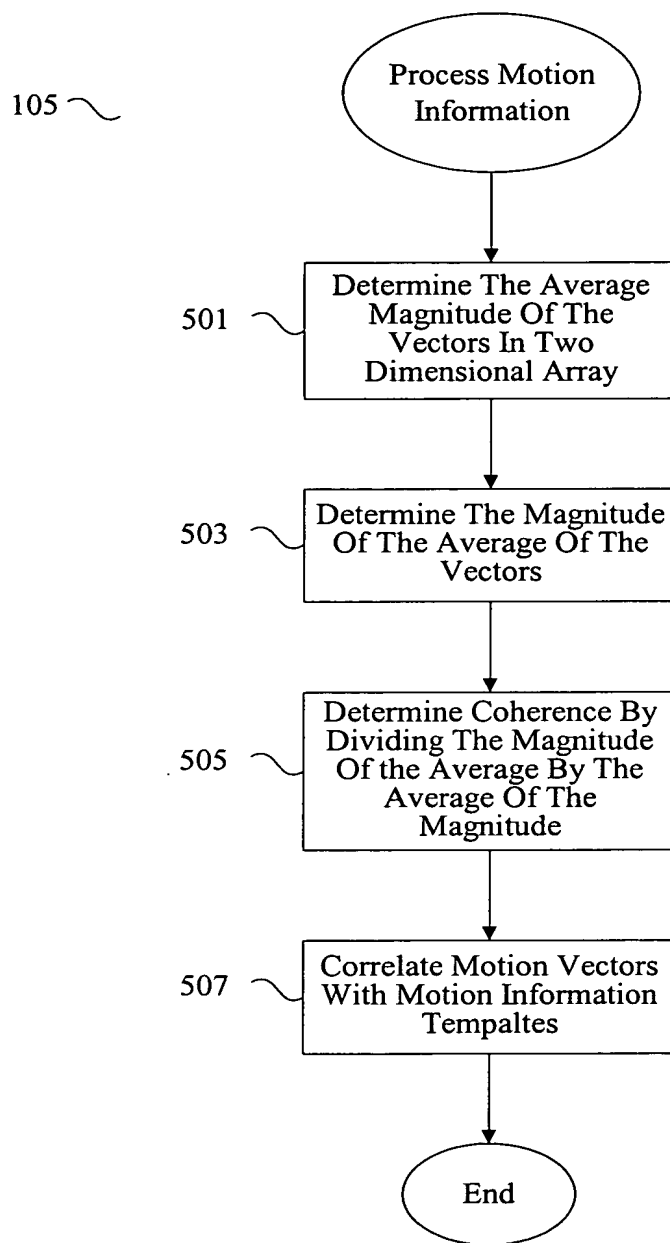 105
Process Motion
Information
501
Determine The Average
Magnitude Of The
Vectors In Two
Dimensional Array
503
Determine The Magnitude
Of The Average Of The
Vectors
505
Determine Coherence By
Dividing The Magnitude
Of the Average By The
Average Of The
Magnitude
507
Correlate Motion Vectors
With Motion Information
Tempaltes
End